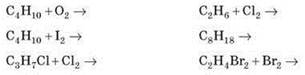 C₄H₁₀ + O₂ →
C₂H₆ + Cl₂ →
C₄H₁₀ + I₂ →
C₈H₁₈ →
C₃H₇Cl + Cl₂ →
C₂H₄Br₂ + Br₂ →